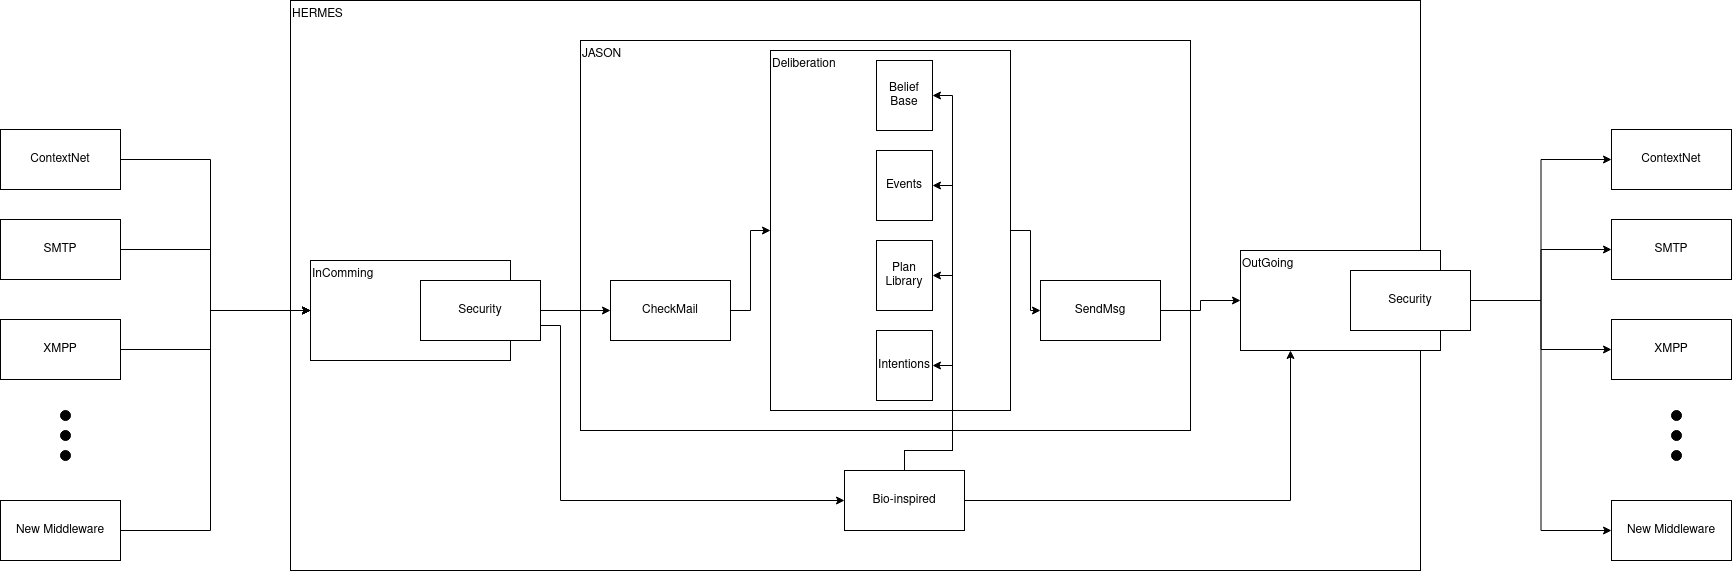 HERMES
JASON
Deliberation
Belief
Base
Events
Plan
Library
Intentions
ContextNet
SMTP
XMPP
New Middleware
InComming
Security
CheckMail
SendMsg
Bio-inspired
OutGoing
Security
ContextNet
SMTP
XMPP
New Middleware